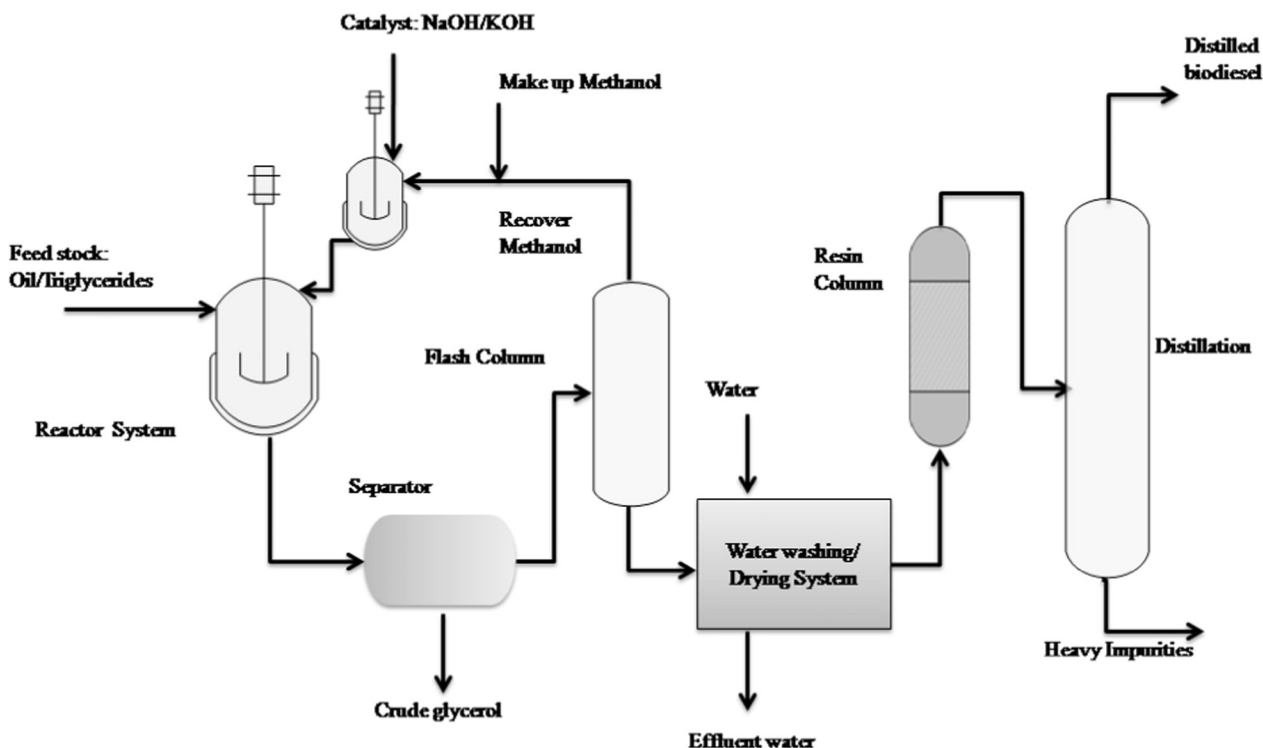 Catalyst: NaOH/KOH
Make up Methanol
Distilled
biodiesel
Recover
Methanol
Feed stock:
Oil/Triglycerides
Resin
Column
Flash Column
Distillation
Water
Reactor System
Separator
Water washing/
Drying System
Heavy Impurities
Crude glycerol
Effluent water